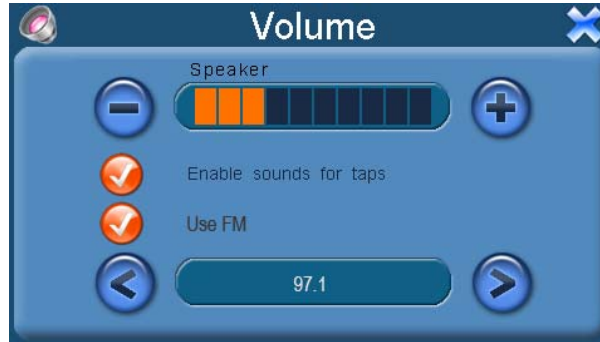 Volume
Speaker
Enable sounds for taps
Use FM
97.1